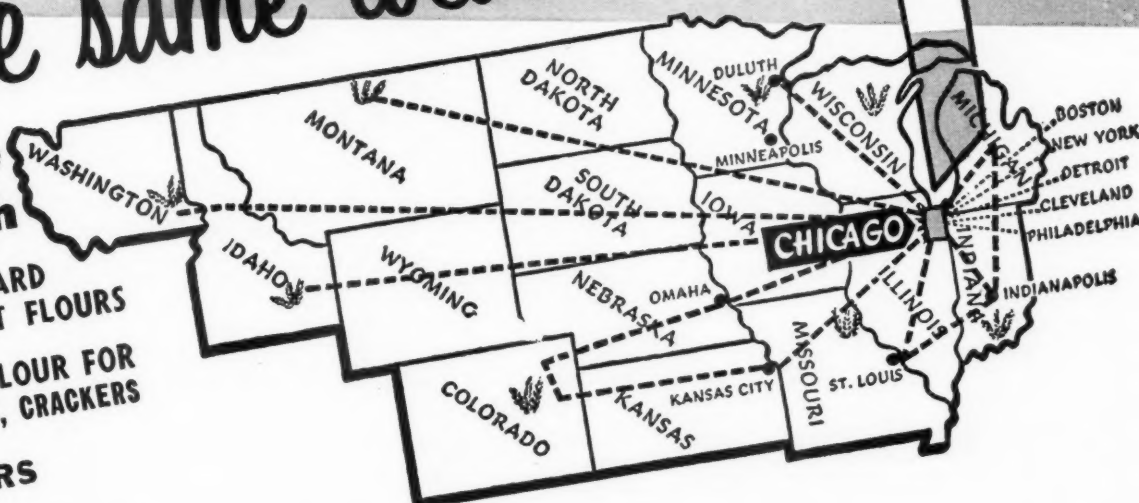 same
ARD
FLOURS
LOUR FOR
, CRACKERS
RS
WASHINGTON
MONTANA
IDAHO
WYOMING
COLORADO
NORTH
DAKOTA
SOUTH
DAKOTA
NEBRASKA
KANSAS
MINNESOTA
DULUTH
MINNEAPOLIS
IOWA
OMAHA
KANSAS CITY
MISSOURI
ST. LOUIS
WISCONSIN
CHICAGO
ILLINOIS
INDIANA
MICHIGAN
BOSTON
NEW YORK
DETROIT
CLEVELAND
PHILADELPHIA
INDIANAPOLIS